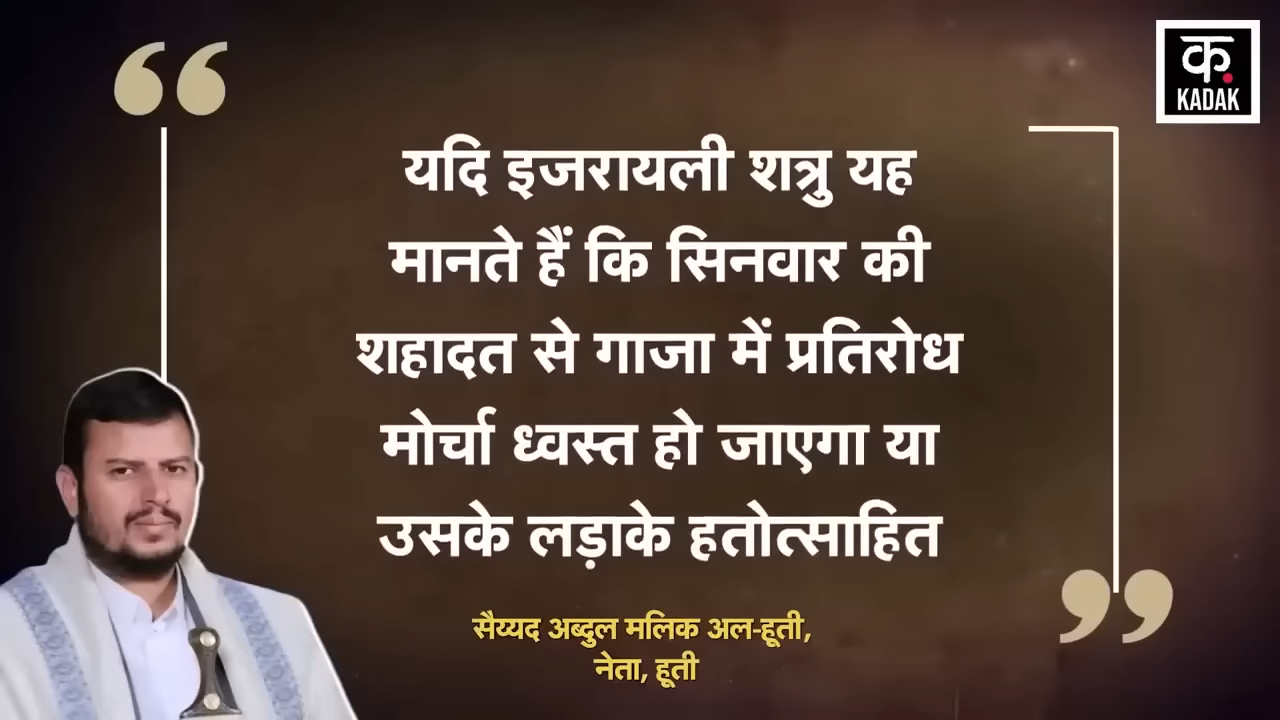 क.
KADAK
यदि इजरायली शत्रु यह
मानते हैं कि सिनवार की
शहादत से गाजा में प्रतिरोध
मोर्चा ध्वस्त हो जाएगा या
उसके लड़ाके हतोत्साहित
सैय्यद अब्दुल मलिक अल-हूती,
नेता, हूती